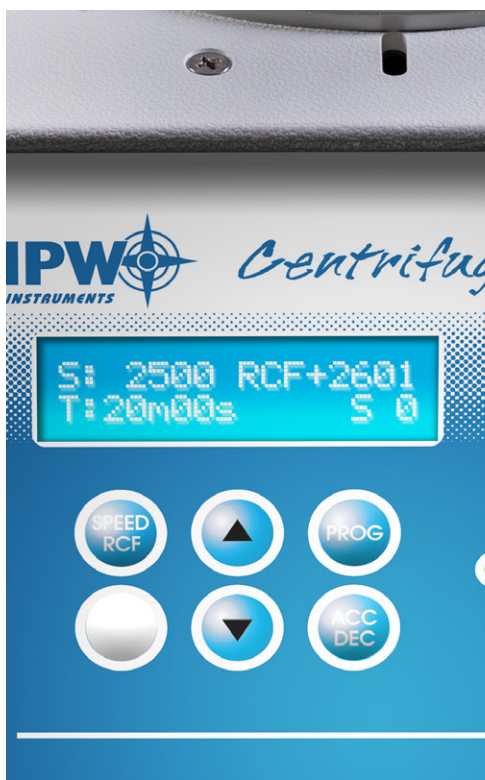 IPW
INSTRUMENTS
Centrifug
S: 2500 RCF+2601
T:20m00s S 0
SPEED
RCF
PROG
ACC
DEC